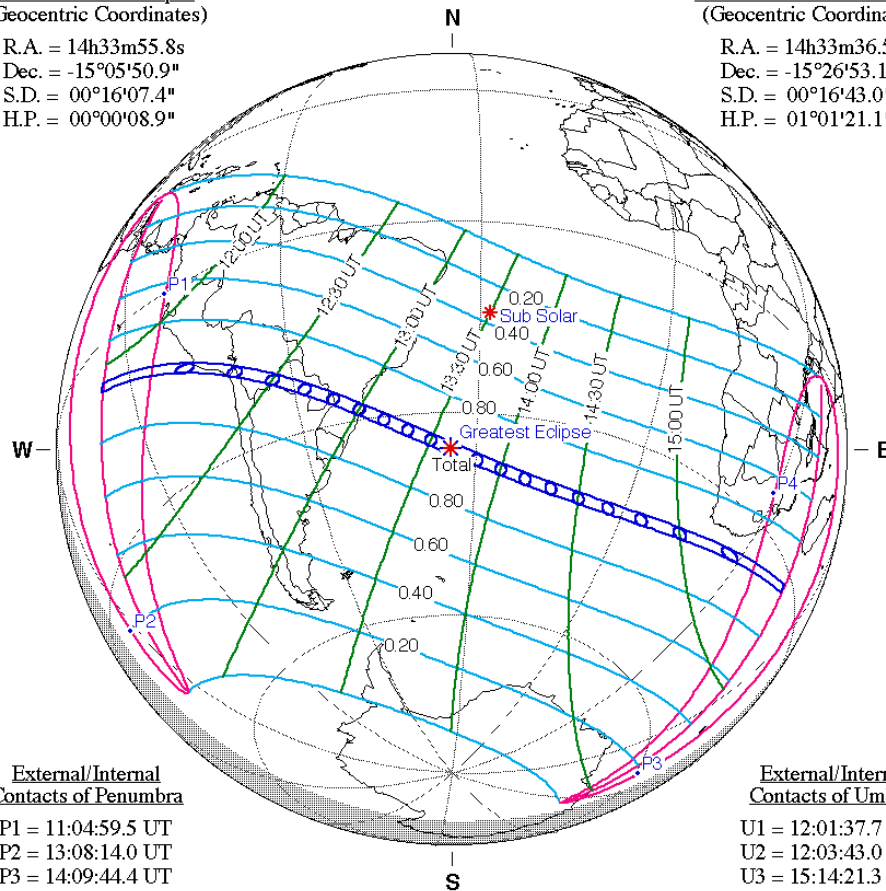 (Geocentric Coordinates)
R.A. = 14h33m55.8s
Dec. = -15°05'50.9"
S.D. = 00°16'07.4"
H.P. = 00°00'08.9"
N
(Geocentric Coordina
R.A. = 14h33m36.5
Dec. = -15°26'53.1
S.D. = 00°16'43.0
H.P. = 01°01'21.1
12:00 UT
P1
12:30 UT
13:00 UT
0.20
Sub Solar
0.40
13:30 UT
0.60
14:00 UT
14:30 UT
0.80
15:00 UT
Greatest Eclipse
W
Total
E
P4
0.80
0.60
0.40
P2
0.20
P3
External/Internal
Contacts of Penumbra
P1 = 11:04:59.5 UT
P2 = 13:08:14.0 UT
P3 = 14:09:44.4 UT
S
External/Intern
Contacts of Um
U1 = 12:01:37.7
U2 = 12:03:43.0
U3 = 15:14:21.3